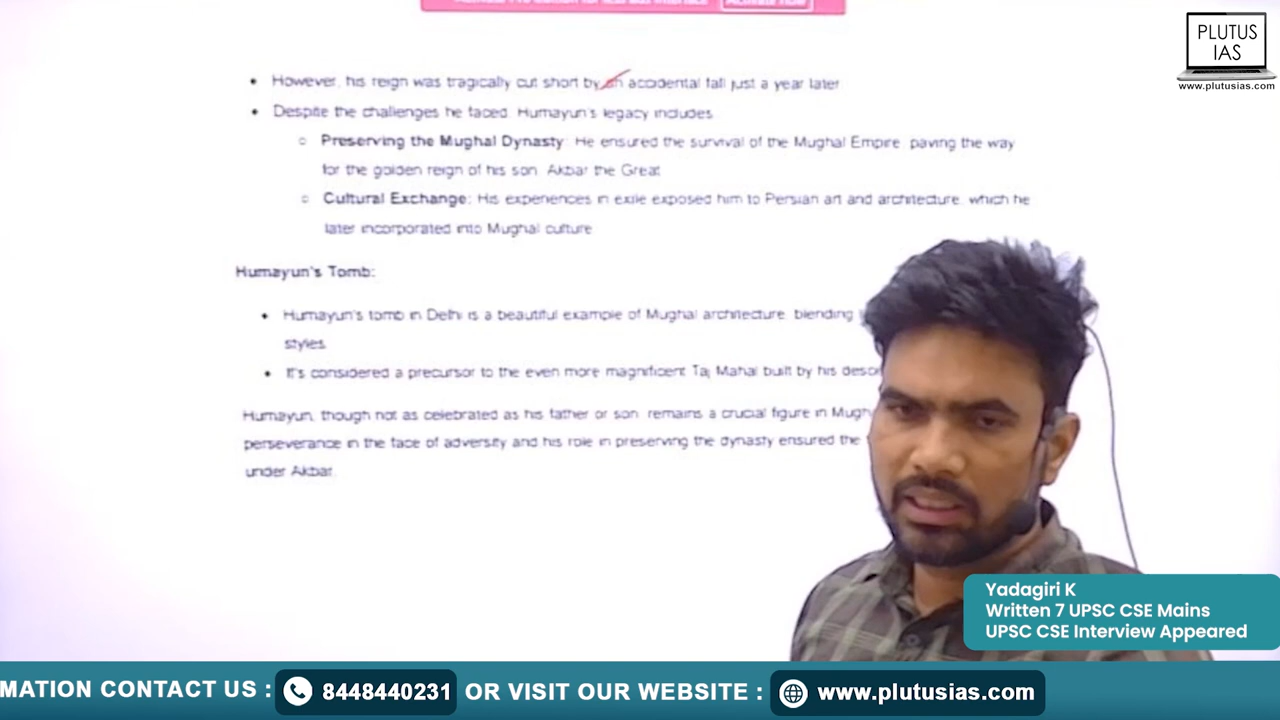 PLUTUS
IAS
www.plutusias.com
However, his reign was tragically cut short by an accidental fall just a year later
Despite the challenges he faced, Humayun's legacy includes
Preserving the Mughal Dynasty: He ensured the survival of the Mughal Empire, paving the way
for the golden reign of his son, Akbar the Great
Cultural Exchange: His experiences in exile exposed him to Persian art and architecture, which he
later incorporated into Mughal culture
Humayun's Tomb:
Humayun's tomb in Delhi is a beautiful example of Mughal architecture, blending
styles.
It's considered a precursor to the even more magnificent Taj Mahal built by his
Humayun, though not as celebrated as his father or son, remains a crucial figure in
perseverance in the face of adversity and his role in preserving the dynasty ensured the
under Akbar.
Yadagiri K
Written 7 UPSC CSE Mains
UPSC CSE Interview Appeared
MATION CONTACT US : 8448440231 OR VISIT OUR WEBSITE : www.plutusias.com